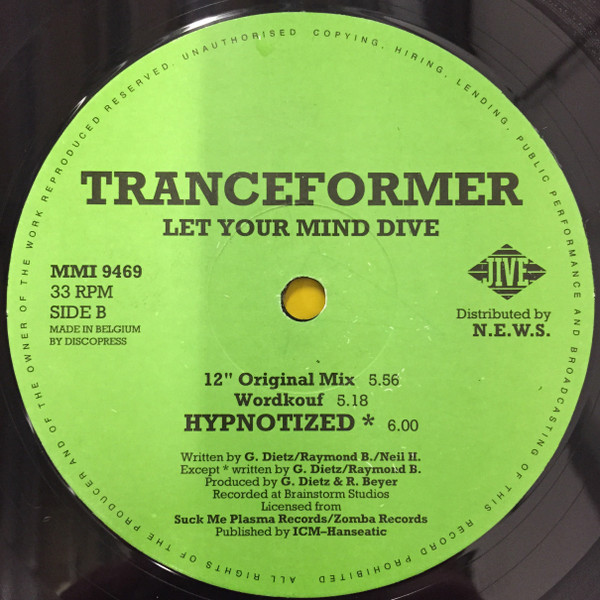 ALL RIGHTS OF THE PRODUCER AND OF THE OWNER OF THE WORK REPRODUCED RESERVED. UNAUTHORISED COPYING, HIRING, LENDING, PUBLIC PERFORMANCE AND BROADCASTING OF THIS RECORD PROHIBITED
TRANCEFORMER
LET YOUR MIND DIVE
MMI 9469
33 RPM
SIDE B
MADE IN BELGIUM
BY DISCOPRESS
JIVE
Distributed by
N.E.W.S.
12" Original Mix 5.56
Wordkouf 5.18
HYPNOTIZED * 6.00
Written by G. Dietz/Raymond B./Neil H.
Except * written by G. Dietz/Raymond B.
Produced by G. Dietz & R. Beyer
Recorded at Brainstorm Studios
Licensed from
Suck Me Plasma Records/Zomba Records
Published by ICM–Hanseatic